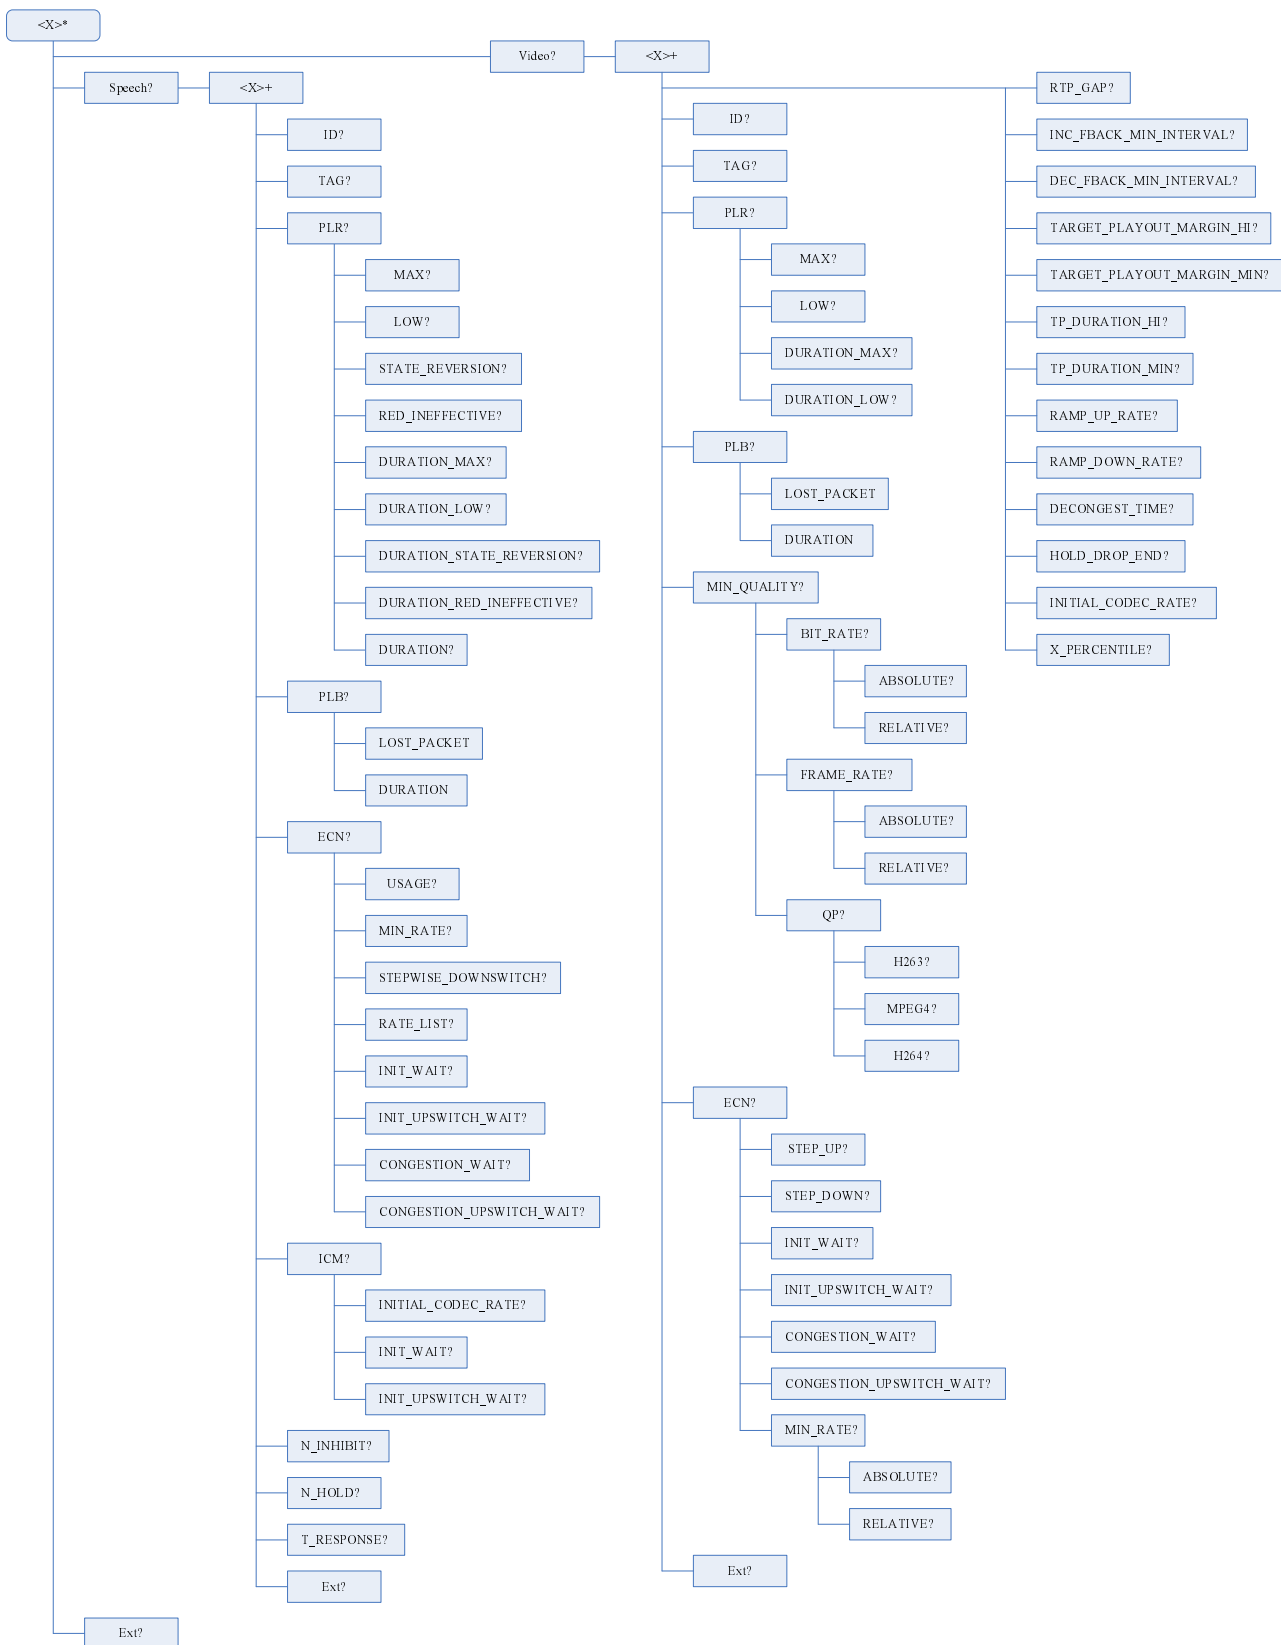 <X>*
Video?
<X>+
Speech?
<X>+
ID?
TAG?
PLR?
MAX?
LOW?
STATE_REVERSION?
RED_INEFFECTIVE?
DURATION_MAX?
DURATION_LOW?
DURATION_STATE_REVERSION?
DURATION_RED_INEFFECTIVE?
DURATION?
PLB?
LOST_PACKET
DURATION
ECN?
USAGE?
MIN_RATE?
STEPWISE_DOWNSWITCH?
RATE_LIST?
INIT_WAIT?
INIT_UPSWITCH_WAIT?
CONGESTION_WAIT?
CONGESTION_UPSWITCH_WAIT?
ICM?
INITIAL_CODEC_RATE?
INIT_WAIT?
INIT_UPSWITCH_WAIT?
N_INHIBIT?
N_HOLD?
T_RESPONSE?
Ext?
Ext?
ID?
TAG?
PLR?
MAX?
LOW?
DURATION_MAX?
DURATION_LOW?
PLB?
LOST_PACKET
DURATION
MIN_QUALITY?
BIT_RATE?
ABSOLUTE?
RELATIVE?
FRAME_RATE?
ABSOLUTE?
RELATIVE?
QP?
H263?
MPEG4?
H264?
ECN?
STEP_UP?
STEP_DOWN?
INIT_WAIT?
INIT_UPSWITCH_WAIT?
CONGESTION_WAIT?
CONGESTION_UPSWITCH_WAIT?
MIN_RATE?
ABSOLUTE?
RELATIVE?
Ext?
RTP_GAP?
INC_FBACK_MIN_INTERVAL?
DEC_FBACK_MIN_INTERVAL?
TARGET_PLAYOUT_MARGIN_HI?
TARGET_PLAYOUT_MARGIN_MIN?
TP_DURATION_HI?
TP_DURATION_MIN?
RAMP_UP_RATE?
RAMP_DOWN_RATE?
DECONGEST_TIME?
HOLD_DROP_END?
INITIAL_CODEC_RATE?
X_PERCENTILE?